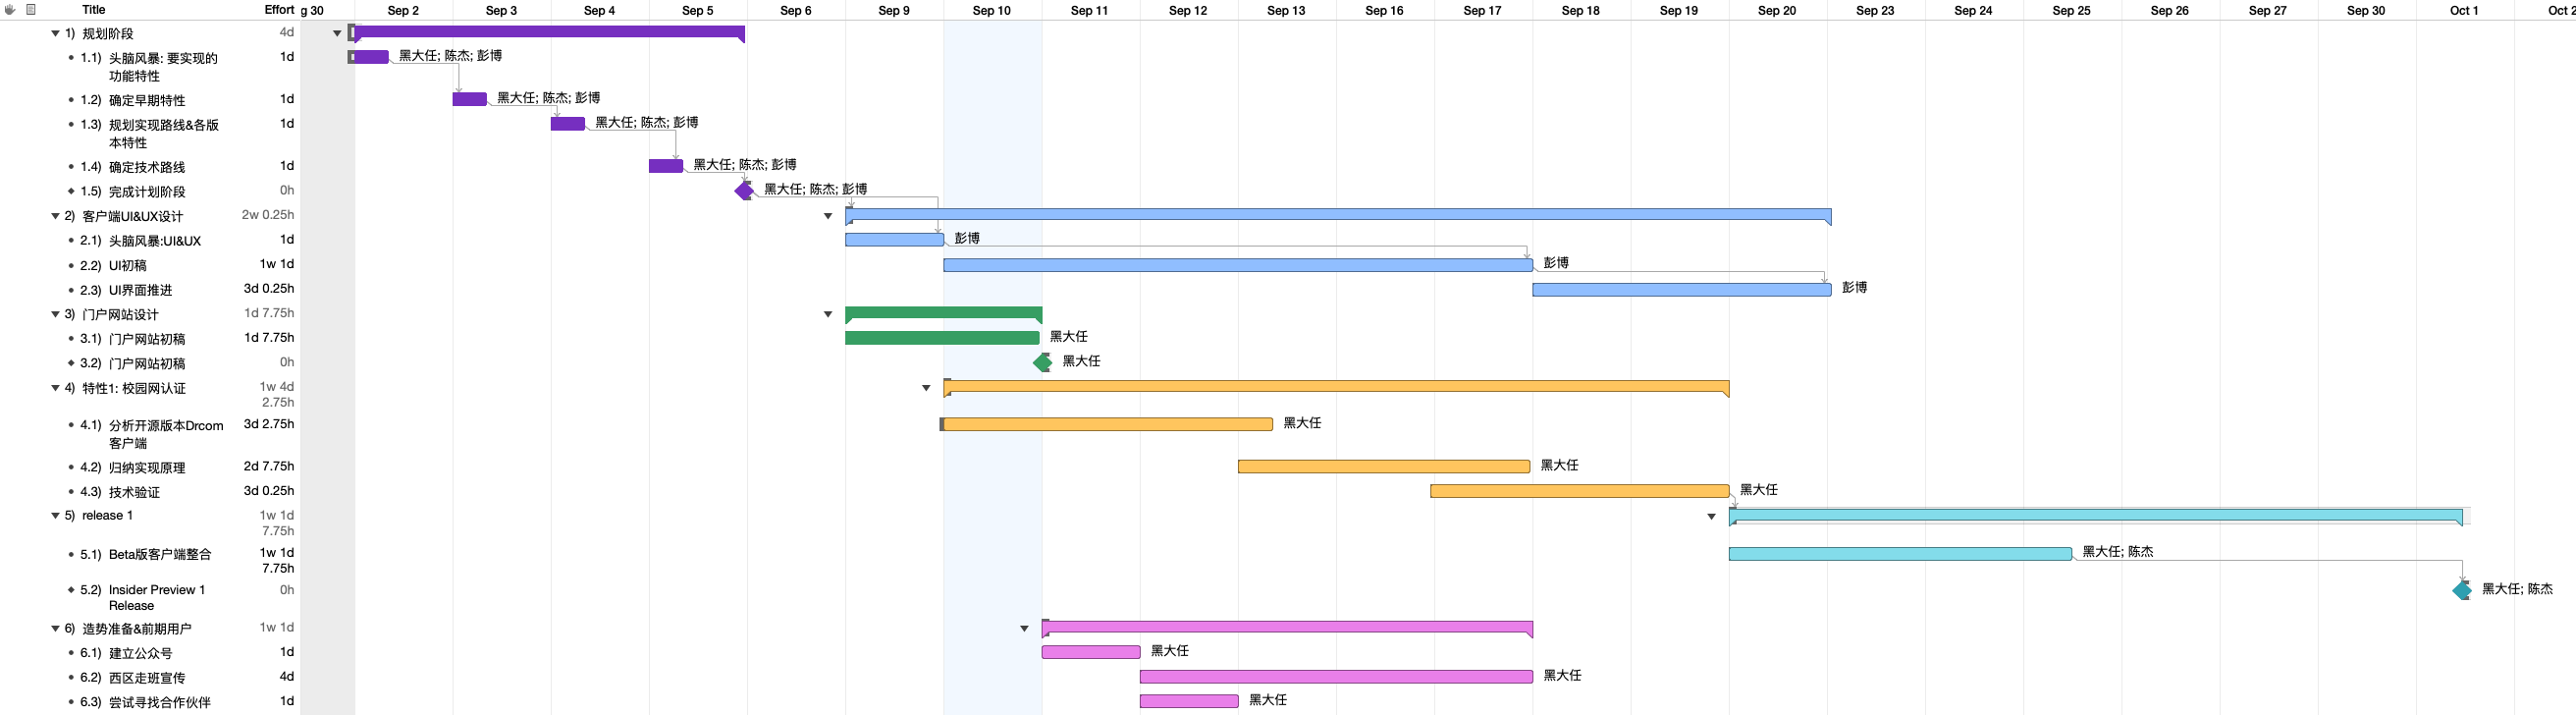 Title Effort g 30 Sep 2 Sep 3 Sep 4 Sep 5 Sep 6 Sep 9 Sep 10 Sep 11 Sep 12 Sep 13 Sep 16 Sep 17 Sep 18 Sep 19 Sep 20 Sep 23 Sep 24 Sep 25 Sep 26 Sep 27 Sep 30 Oct 1 Oct 2
1) 规划阶段 4d
1.1) 头脑风暴: 要实现的 1d 黑大任; 陈杰; 彭博
功能特性
1.2) 确定早期特性 1d 黑大任; 陈杰; 彭博
1.3) 规划实现路线&各版 1d 黑大任; 陈杰; 彭博
本特性
1.4) 确定技术路线 1d 黑大任; 陈杰; 彭博
1.5) 完成计划阶段 0h 黑大任; 陈杰; 彭博
2) 客户端UI&UX设计 2w 0.25h
2.1) 头脑风暴:UI&UX 1d 彭博
2.2) UI初稿 1w 1d 彭博
2.3) UI界面推进 3d 0.25h 彭博
3) 门户网站设计 1d 7.75h
3.1) 门户网站初稿 1d 7.75h 黑大任
3.2) 门户网站初稿 0h 黑大任
4) 特性1: 校园网认证 1w 4d
2.75h
4.1) 分析开源版本Drcom 3d 2.75h 黑大任
客户端
4.2) 归纳实现原理 2d 7.75h 黑大任
4.3) 技术验证 3d 0.25h 黑大任
5) release 1 1w 1d
7.75h
5.1) Beta版客户端整合 1w 1d 黑大任; 陈杰
7.75h
5.2) Insider Preview 1 0h 黑大任; 陈杰
Release
6) 造势准备&前期用户 1w 1d
6.1) 建立公众号 1d 黑大任
6.2) 西区走班宣传 4d 黑大任
6.3) 尝试寻找合作伙伴 1d 黑大任